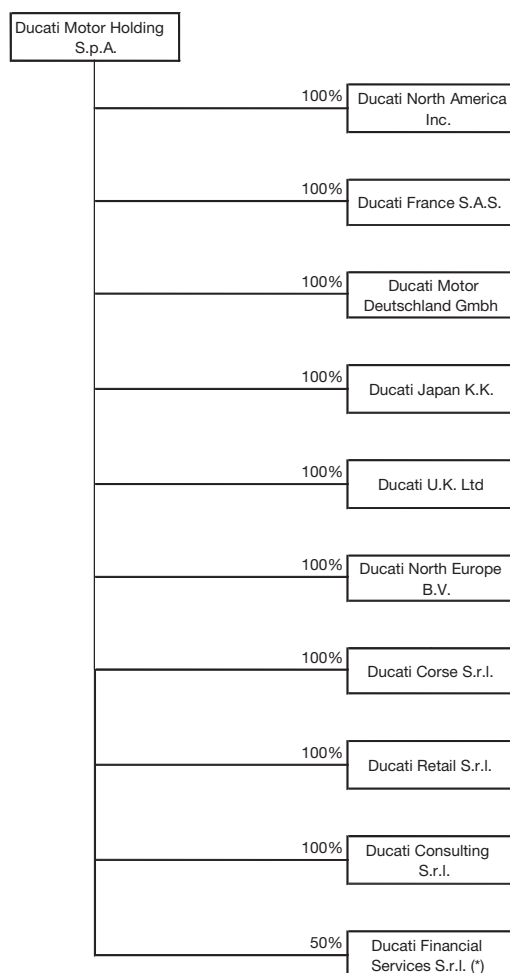 Ducati Motor Holding
S.p.A.
100%
Ducati North America
Inc.
100%
Ducati France S.A.S.
100%
Ducati Motor
Deutschland Gmbh
100%
Ducati Japan K.K.
100%
Ducati U.K. Ltd
100%
Ducati North Europe
B.V.
100%
Ducati Corse S.r.l.
100%
Ducati Retail S.r.l.
100%
Ducati Consulting
S.r.l.
50%
Ducati Financial
Services S.r.l. (*)